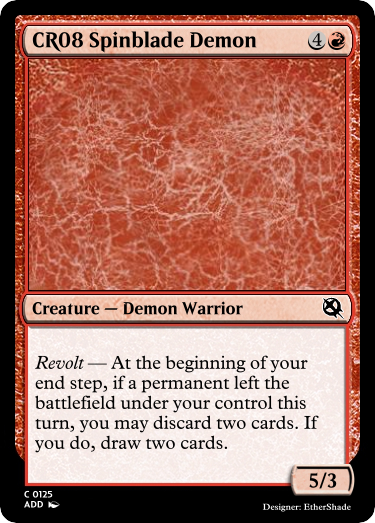 CR08 Spinblade Demon 4
Creature — Demon Warrior
Revolt — At the beginning of your
end step, if a permanent left the
battlefield under your control this
turn, you may discard two cards. If
you do, draw two cards.
5/3
C 0125
ADD
Designer: EtherShade